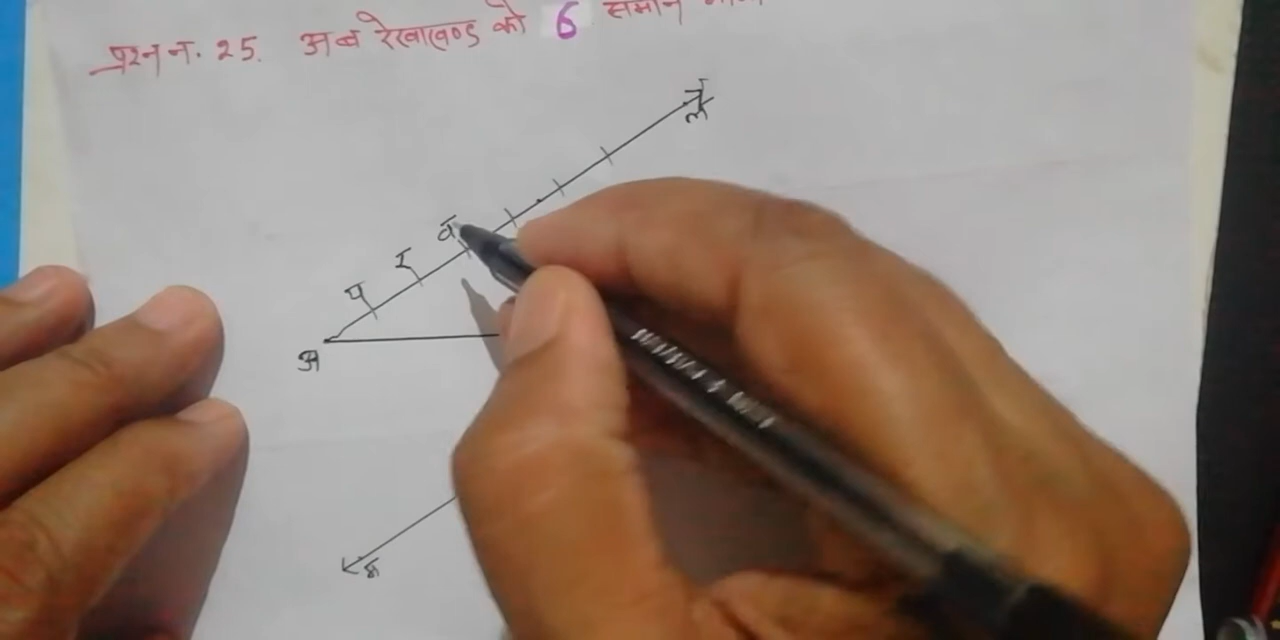 प्रश्न न. 25. अब रेखाखण्ड को 6 समान
व
र
प
अ